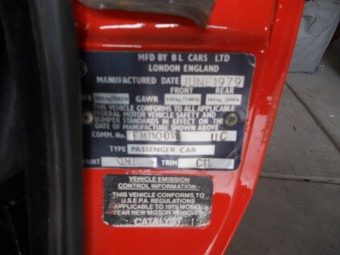 MFD BY B L CARS LTD
LONDON ENGLAND
MANUFACTURED DATE JUNE 1979
FRONT REAR
GAWR
THIS VEHICLE CONFORMS TO ALL APPLICABLE
FEDERAL MOTOR VEHICLE SAFETY AND
BUMPER STANDARDS IN EFFECT ON THE
DATE OF MANUFACTURE SHOWN ABOVE
COMM. No.
TYPE PASSENGER CAR
PAINT TRIM
VEHICLE EMISSION
CONTROL INFORMATION
THIS VEHICLE CONFORMS TO
U.S.E.P.A. REGULATIONS
APPLICABLE TO 1979 MODEL
YEAR NEW MOTOR VEHICLES
CATALYST